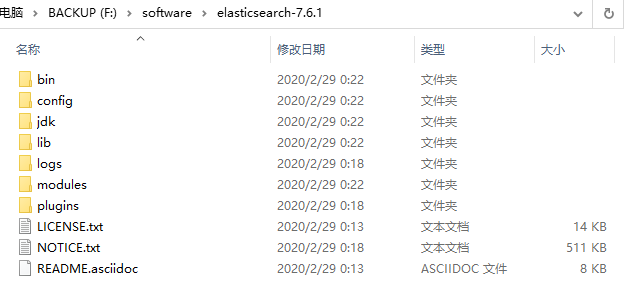 电脑 > BACKUP (F:) > software > elasticsearch-7.6.1
名称 修改日期 类型 大小
bin 2020/2/29 0:22 文件夹
config 2020/2/29 0:22 文件夹
jdk 2020/2/29 0:22 文件夹
lib 2020/2/29 0:22 文件夹
logs 2020/2/29 0:18 文件夹
modules 2020/2/29 0:22 文件夹
plugins 2020/2/29 0:18 文件夹
LICENSE.txt 2020/2/29 0:13 文本文档 14 KB
NOTICE.txt 2020/2/29 0:18 文本文档 511 KB
README.asciidoc 2020/2/29 0:13 ASCIIDOC 文件 8 KB